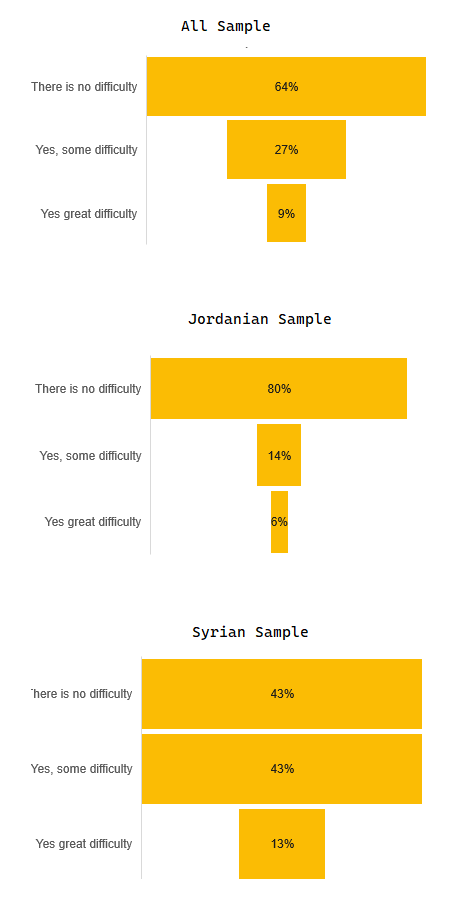 All Sample
There is no difficulty 64%
Yes, some difficulty 27%
Yes great difficulty 9%
Jordanian Sample
There is no difficulty 80%
Yes, some difficulty 14%
Yes great difficulty 6%
Syrian Sample
There is no difficulty 43%
Yes, some difficulty 43%
Yes great difficulty 13%